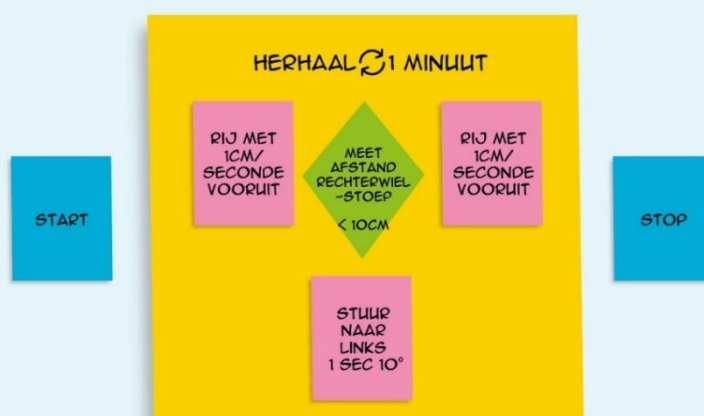 HERHAAL 1 MINUUT
START
RIJ MET
1CM/
SECONDE
VOORUIT
MEET
AFSTAND
RECHTERWIEL
-STOEP
< 10CM
RIJ MET
1CM/
SECONDE
VOORUIT
STOP
STUUR
NAAR
LINKS
1 SEC 10°